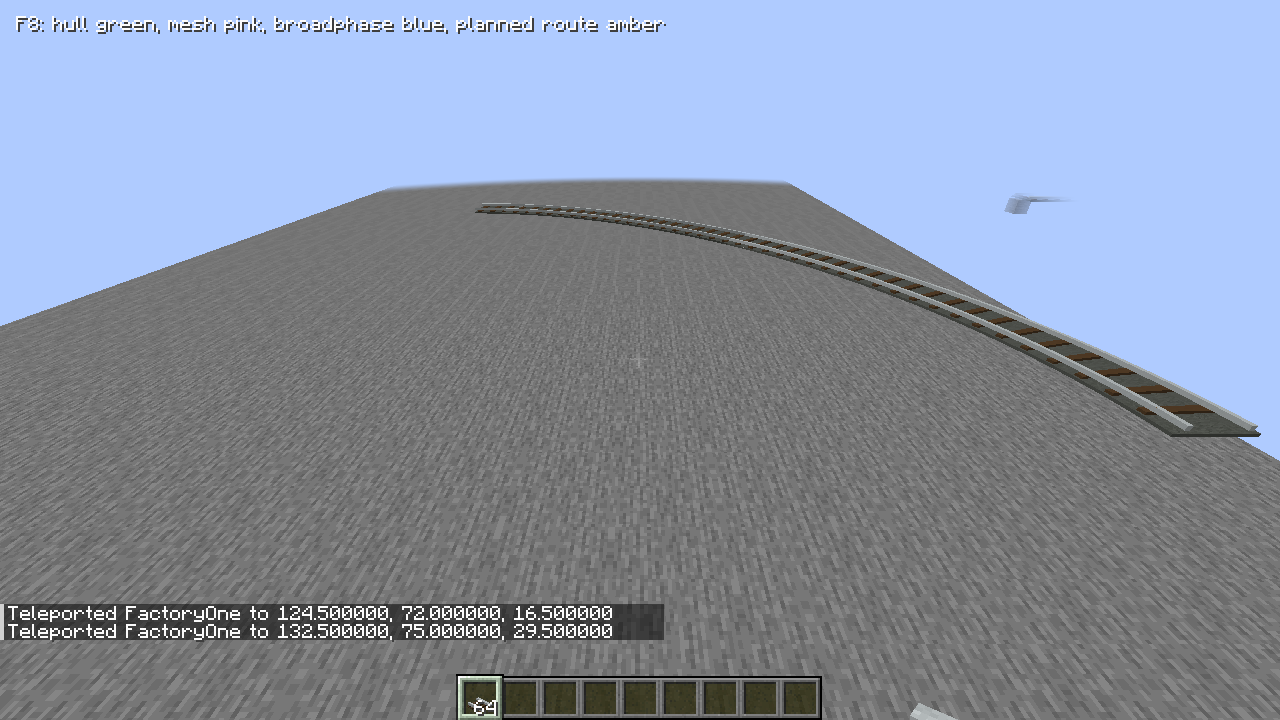 F8: hull green, mesh pink, broadphase blue, planned route amber
Teleported FactoryOne to 124.500000, 72.000000, 16.500000
Teleported FactoryOne to 132.500000, 75.000000, 29.500000
64